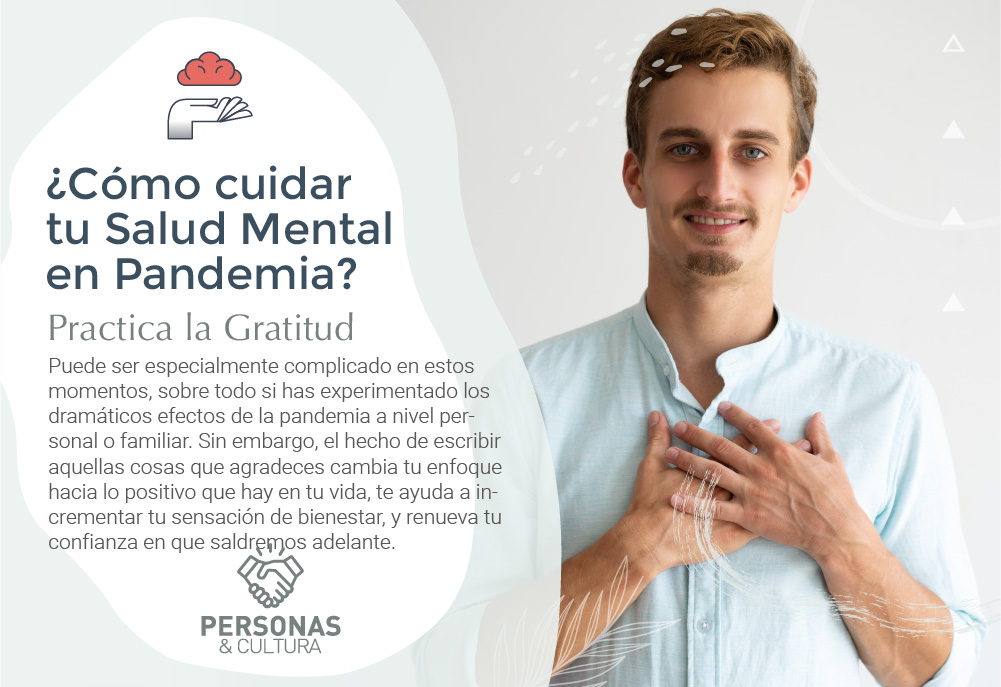 ¿Cómo cuidar
tu Salud Mental
en Pandemia?
Practica la Gratitud
Puede ser especialmente complicado en estos
momentos, sobre todo si has experimentado los
dramáticos efectos de la pandemia a nivel per-
sonal o familiar. Sin embargo, el hecho de escribir
aquellas cosas que agradeces cambia tu enfoque
hacia lo positivo que hay en tu vida, te ayuda a in-
crementar tu sensación de bienestar, y renueva tu
confianza en que saldremos adelante.
PERSONAS
& CULTURA